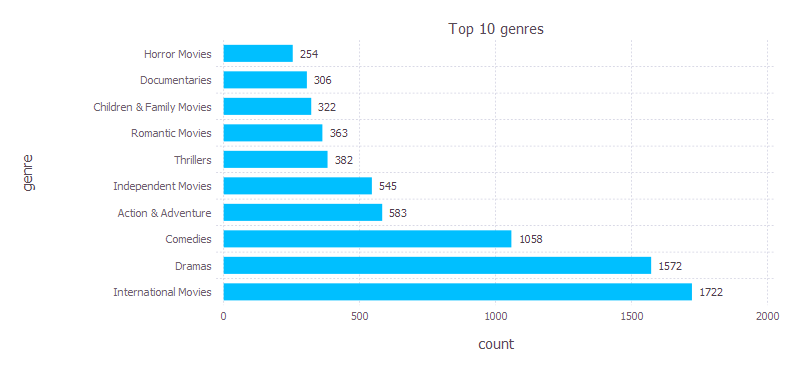 Top 10 genres
genre
Horror Movies 254
Documentaries 306
Children & Family Movies 322
Romantic Movies 363
Thrillers 382
Independent Movies 545
Action & Adventure 583
Comedies 1058
Dramas 1572
International Movies 1722
0 500 1000 1500 2000
count